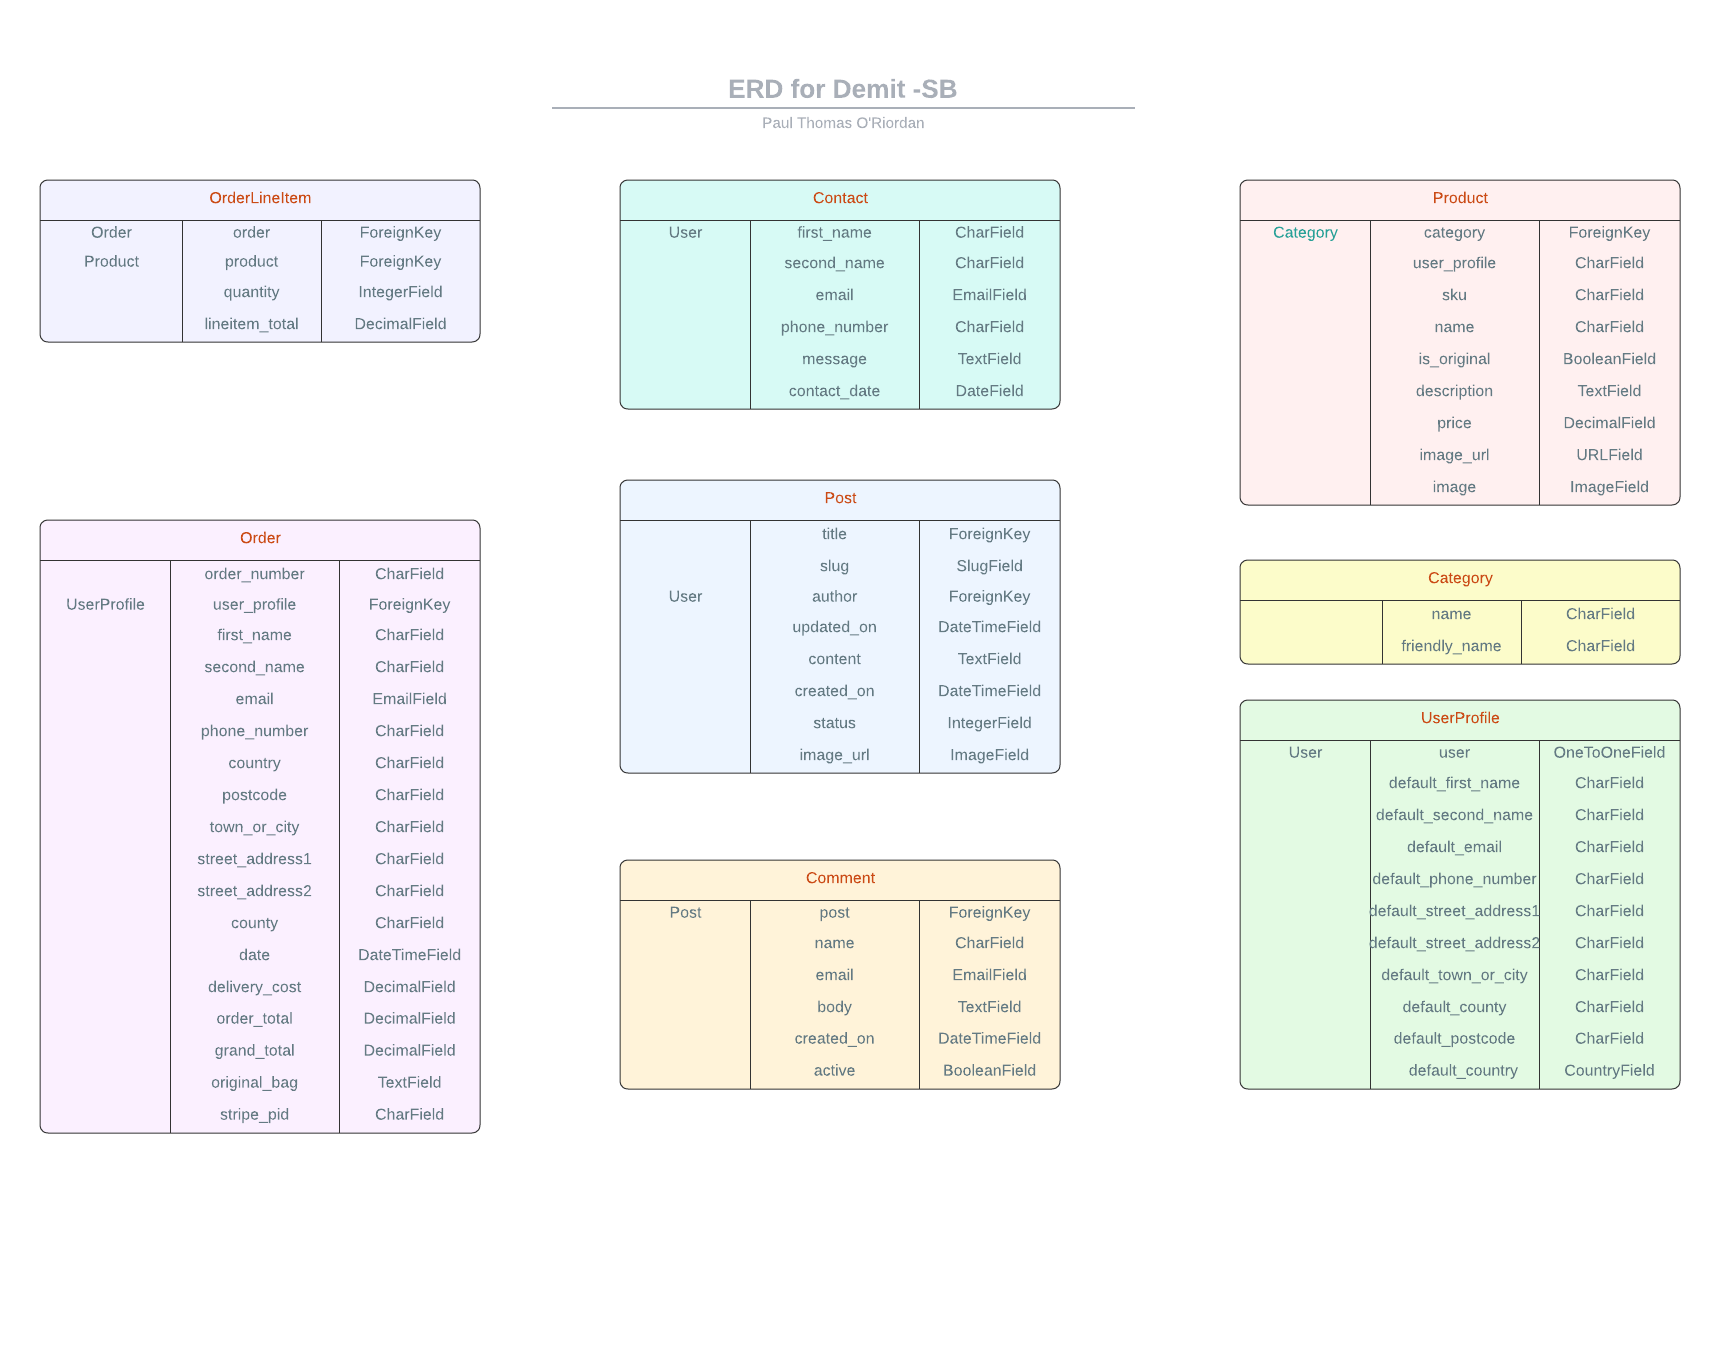 ERD for Demit -SB
Paul Thomas O'Riordan
OrderLineItem
Order order ForeignKey
Product product ForeignKey
quantity IntegerField
lineitem_total DecimalField
Order
order_number CharField
UserProfile user_profile ForeignKey
first_name CharField
second_name CharField
email EmailField
phone_number CharField
country CharField
postcode CharField
town_or_city CharField
street_address1 CharField
street_address2 CharField
county CharField
date DateTimeField
delivery_cost DecimalField
order_total DecimalField
grand_total DecimalField
original_bag TextField
stripe_pid CharField
Contact
User first_name CharField
second_name CharField
email EmailField
phone_number CharField
message TextField
contact_date DateField
Post
title ForeignKey
slug SlugField
User author ForeignKey
updated_on DateTimeField
content TextField
created_on DateTimeField
status IntegerField
image_url ImageField
Comment
Post post ForeignKey
name CharField
email EmailField
body TextField
created_on DateTimeField
active BooleanField
Product
Category category ForeignKey
user_profile CharField
sku CharField
name CharField
is_original BooleanField
description TextField
price DecimalField
image_url URLField
image ImageField
Category
name CharField
friendly_name CharField
UserProfile
User user OneToOneField
default_first_name CharField
default_second_name CharField
default_email CharField
default_phone_number CharField
default_street_address1 CharField
default_street_address2 CharField
default_town_or_city CharField
default_county CharField
default_postcode CharField
default_country CountryField